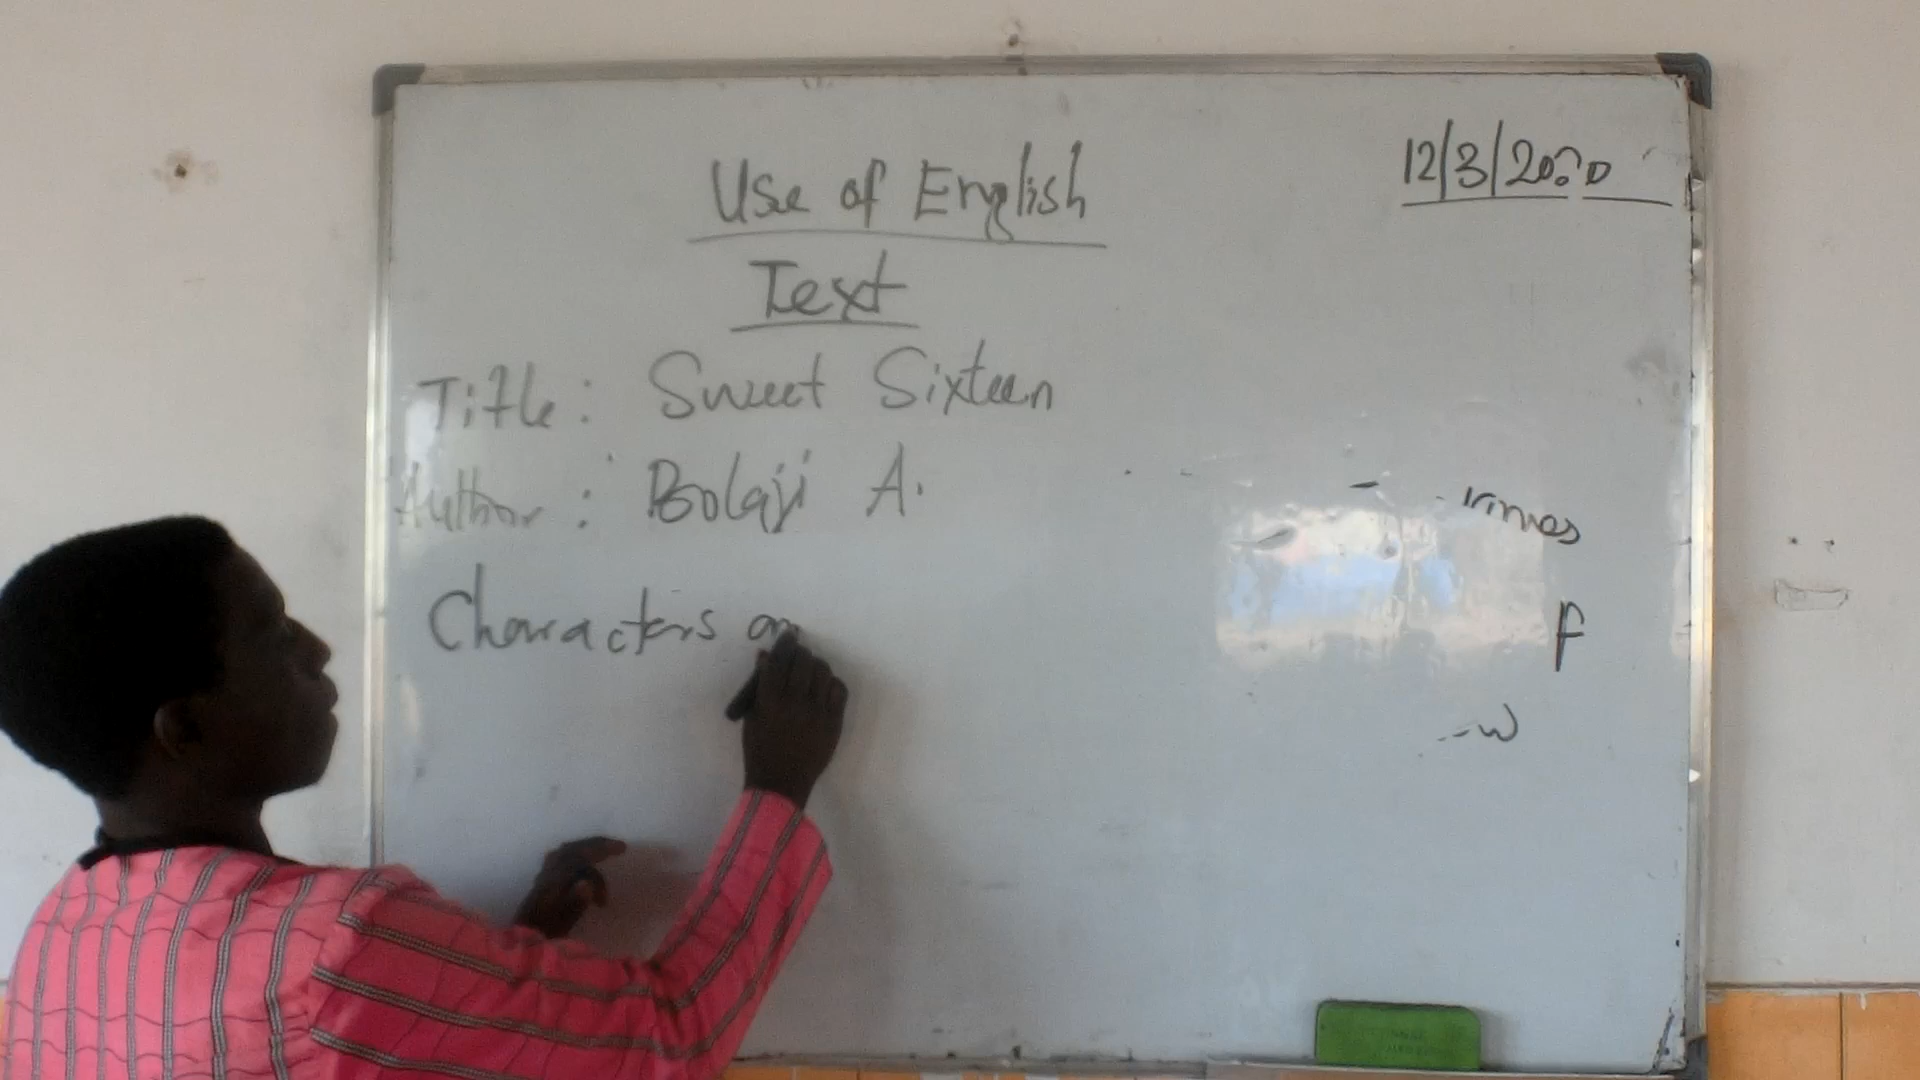 12/3/2020
Use of English
Text
Title: Sweet Sixteen
Author: Bolaji A.
Characters an
F
w